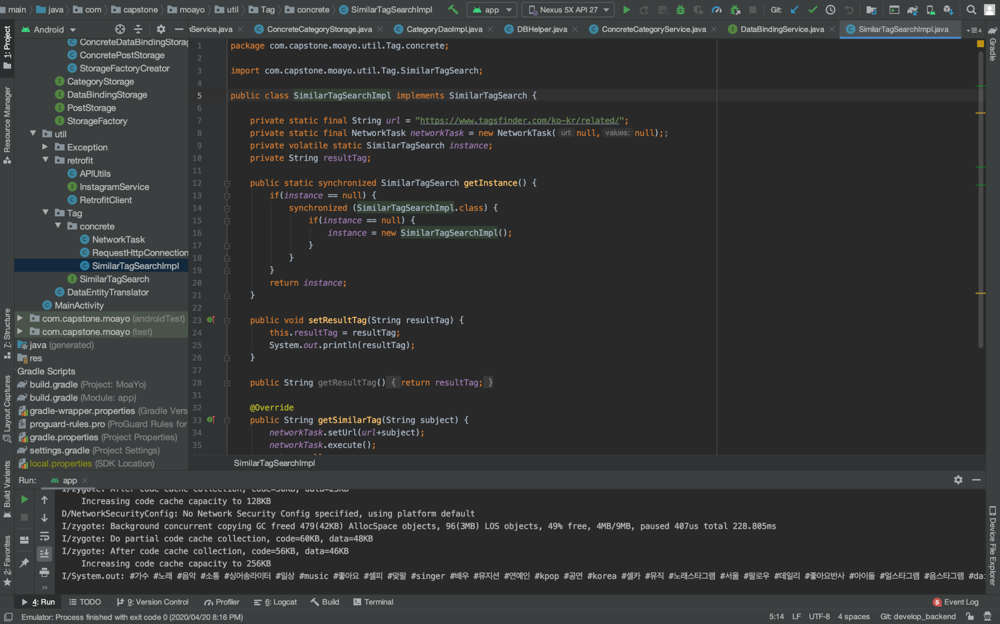 main java com capstone moayo util Tag concrete SimilarTagSearchImpl app Nexus 5X API 27 Git:
1: Project
Resource Manager
7: Structure
Layout Captures
Build Variants
2: Favorites
Android
ConcreteDataBindingStorag
ConcretePostStorage
StorageFactoryCreator
CategoryStorage
DataBindingStorage
PostStorage
StorageFactory
util
Exception
retrofit
APIUtils
InstagramService
RetrofitClient
Tag
concrete
NetworkTask
RequestHttpConnection
SimilarTagSearchImpl
SimilarTagSearch
DataEntityTranslator
MainActivity
com.capstone.moayo (androidTest)
com.capstone.moayo (test)
java (generated)
res
Gradle Scripts
build.gradle (Project: MoaYo)
build.gradle (Module: app)
gradle-wrapper.properties (Gradle Vers
proguard-rules.pro (ProGuard Rules for
gradle.properties (Project Properties)
settings.gradle (Project Settings)
local.properties (SDK Location)
Service.java ConcreteCategoryStorage.java CategoryDaoImpl.java DBHelper.java ConcreteCategoryService.java DataBindingService.java SimilarTagSearchImpl.java 4
1 package com.capstone.moayo.util.Tag.concrete;
2
3 import com.capstone.moayo.util.Tag.SimilarTagSearch;
4
5 public class SimilarTagSearchImpl implements SimilarTagSearch {
6
7 private static final String url = "https://www.tagsfinder.com/ko-kr/related/";
8 private static final NetworkTask networkTask = new NetworkTask( url: null, values: null);;
9 private volatile static SimilarTagSearch instance;
10 private String resultTag;
11
12 public static synchronized SimilarTagSearch getInstance() {
13 if(instance == null) {
14 synchronized (SimilarTagSearchImpl.class) {
15 if(instance == null) {
16 instance = new SimilarTagSearchImpl();
17 }
18 }
19 }
20 return instance;
21 }
22
23 public void setResultTag(String resultTag) {
24 this.resultTag = resultTag;
25 System.out.println(resultTag);
26 }
27
28 public String getResultTag() { return resultTag; }
31
32 @Override
33 public String getSimilarTag(String subject) {
34 networkTask.setUrl(url+subject);
35 networkTask.execute();
SimilarTagSearchImpl
Gradle
Device File Explorer
Run: app
I/zygote: After code cache collection, code=30KB, data=25KB
Increasing code cache capacity to 128KB
D/NetworkSecurityConfig: No Network Security Config specified, using platform default
I/zygote: Background concurrent copying GC freed 479(42KB) AllocSpace objects, 96(3MB) LOS objects, 49% free, 4MB/9MB, paused 407us total 228.805ms
I/zygote: Do partial code cache collection, code=60KB, data=48KB
I/zygote: After code cache collection, code=56KB, data=46KB
Increasing code cache capacity to 256KB
I/System.out: #가수 #노래 #음악 #소통 #싱어송라이터 #일상 #music #좋아요 #셀피 #맞팔 #singer #배우 #뮤지션 #연예인 #kpop #공연 #korea #셀카 #뮤직 #노래스타그램 #서울 #팔로우 #데일리 #좋아요반사 #아이돌 #얼스타그램 #음스타그램 #da
4: Run TODO 9: Version Control Profiler 6: Logcat Build Terminal 5 Event Log
Emulator: Process finished with exit code 0 (2020/04/20 8:16 PM) 5:14 LF UTF-8 4 spaces Git: develop_backend